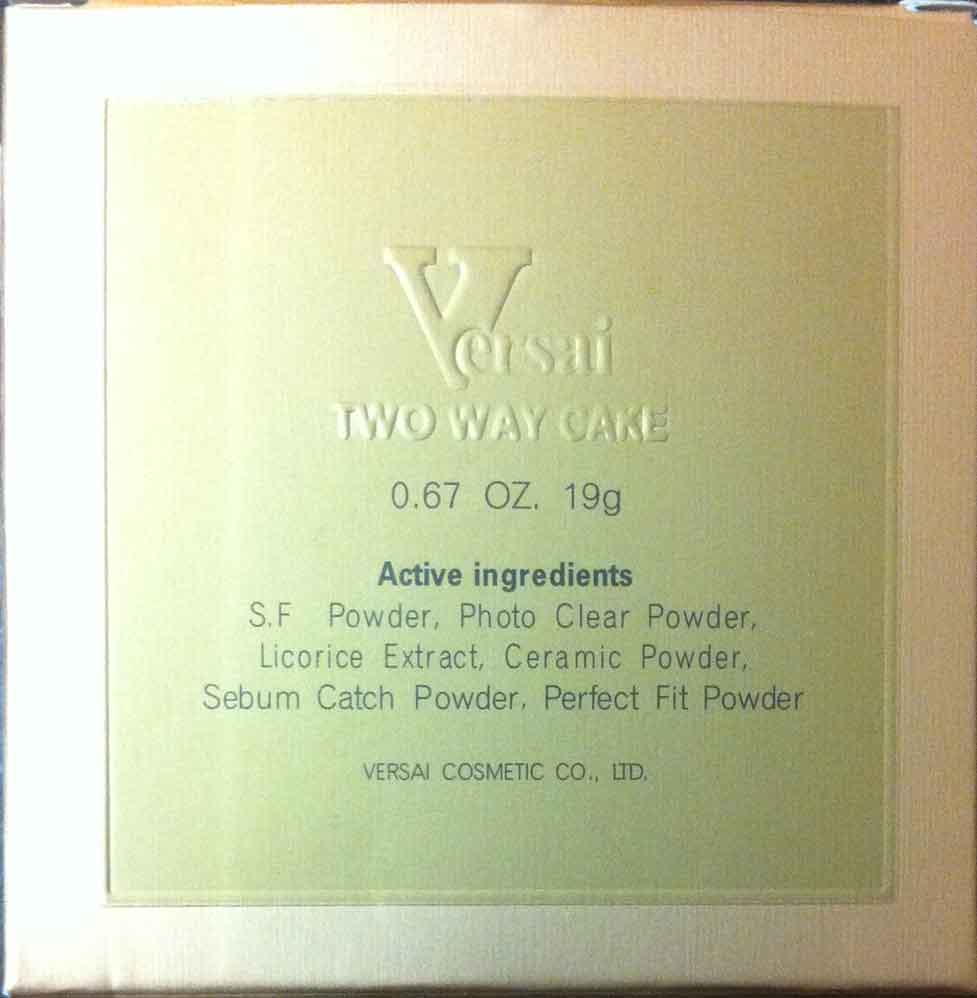 Versai
TWO WAY CAKE
0.67 OZ. 19g
Active ingredients
S.F Powder, Photo Clear Powder,
Licorice Extract, Ceramic Powder,
Sebum Catch Powder, Perfect Fit Powder
VERSAI COSMETIC CO., LTD.